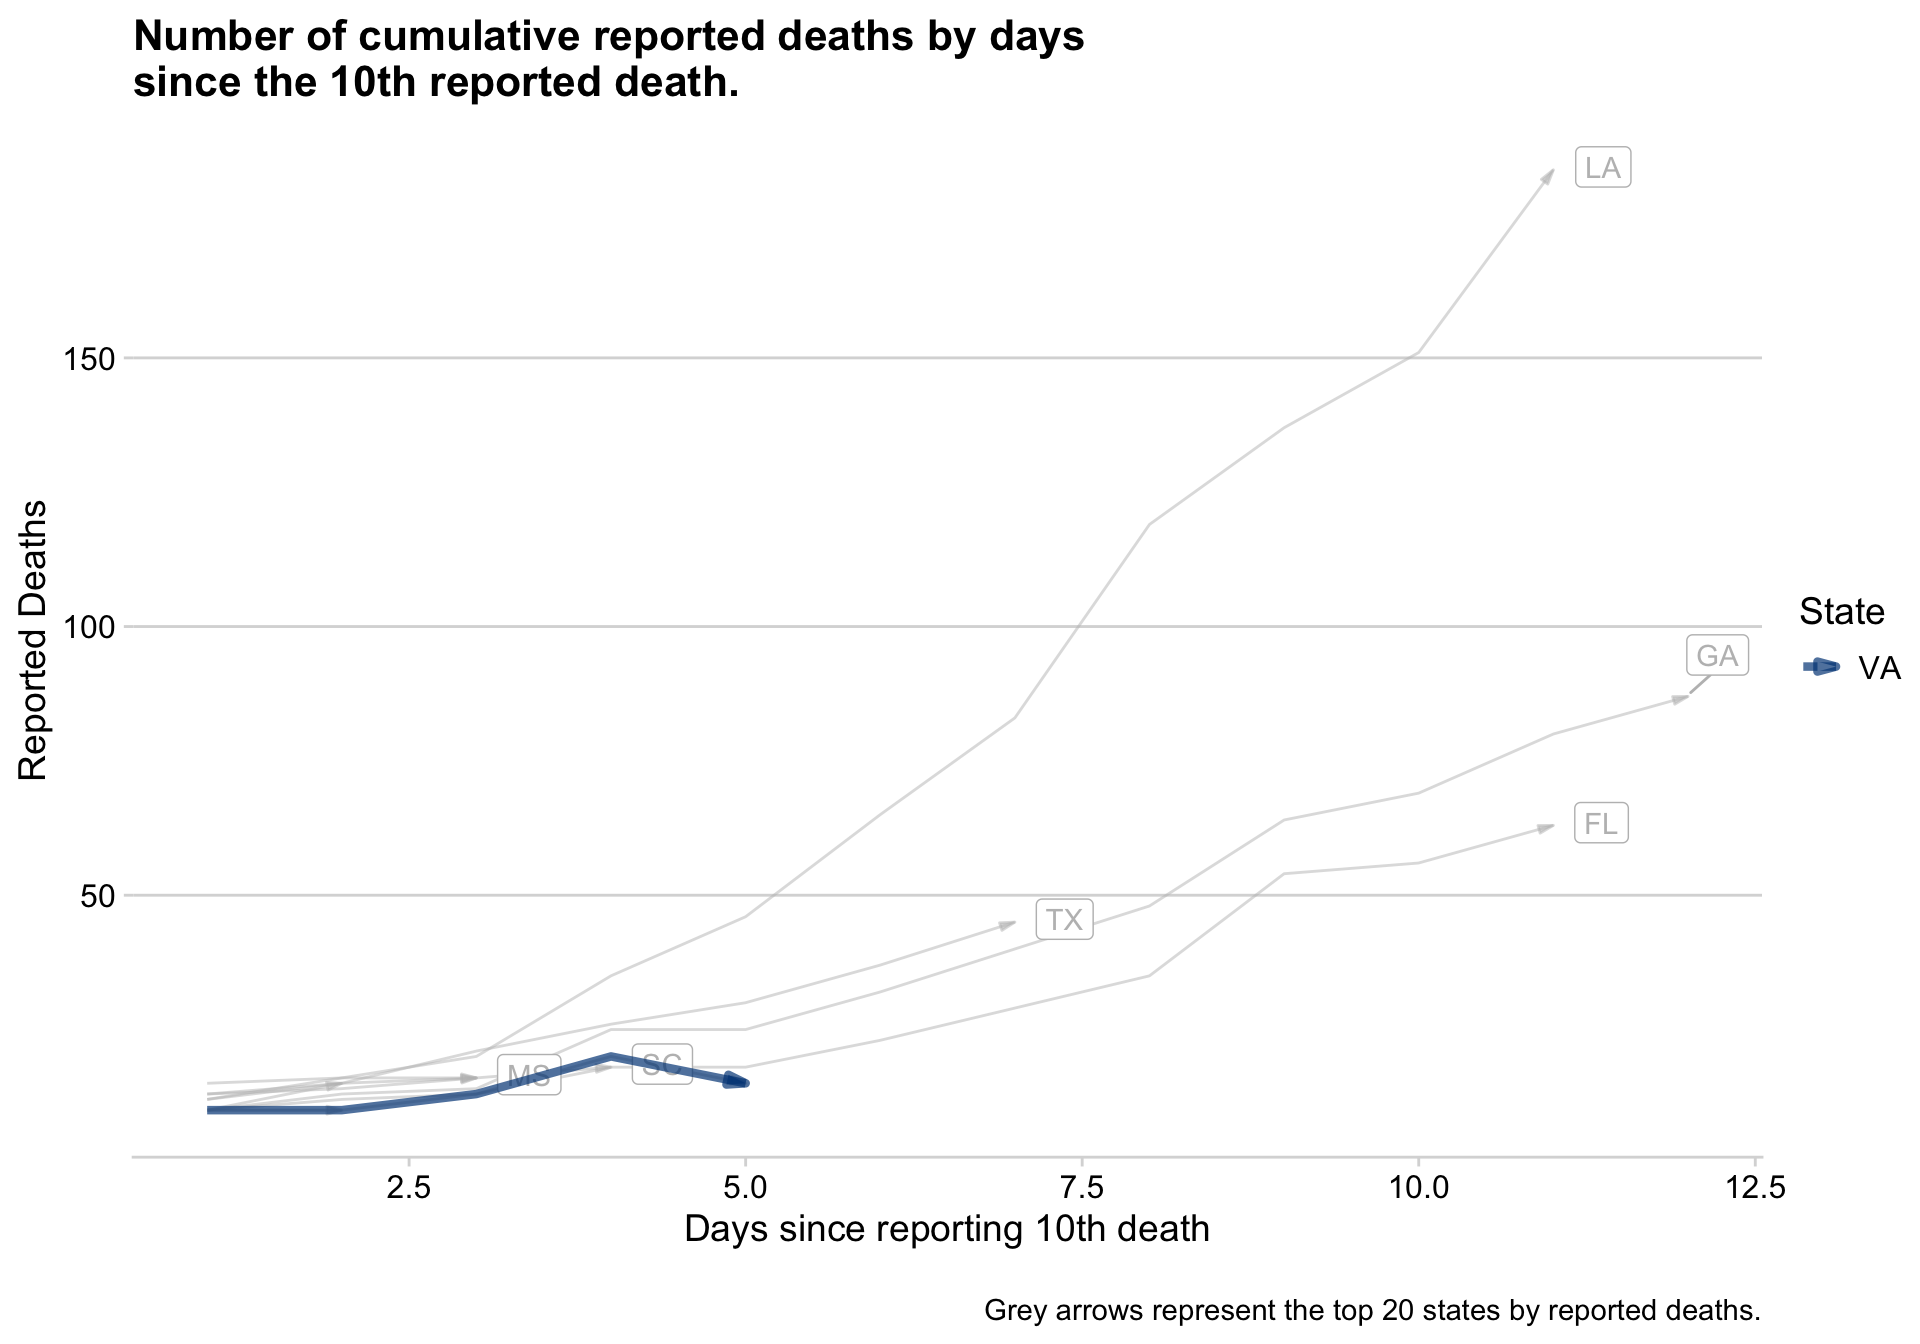 Number of cumulative reported deaths by days
since the 10th reported death.
LA
150
Reported Deaths
100
State
GA
VA
FL
50
TX
SC
MS
2.5
5.0
7.5
10.0
12.5
Days since reporting 10th death
Grey arrows represent the top 20 states by reported deaths.